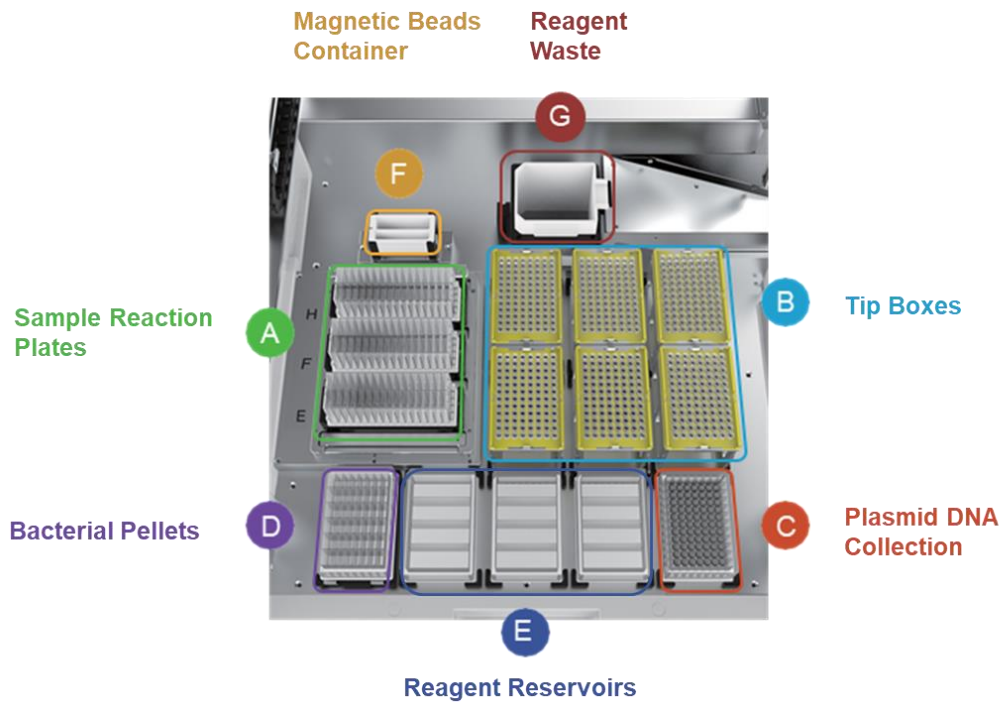 Magnetic Beads
Container
Reagent
Waste
G
F
H
F
E
Sample Reaction
Plates
A
B
Tip Boxes
Bacterial Pellets
D
C
Plasmid DNA
Collection
E
Reagent Reservoirs